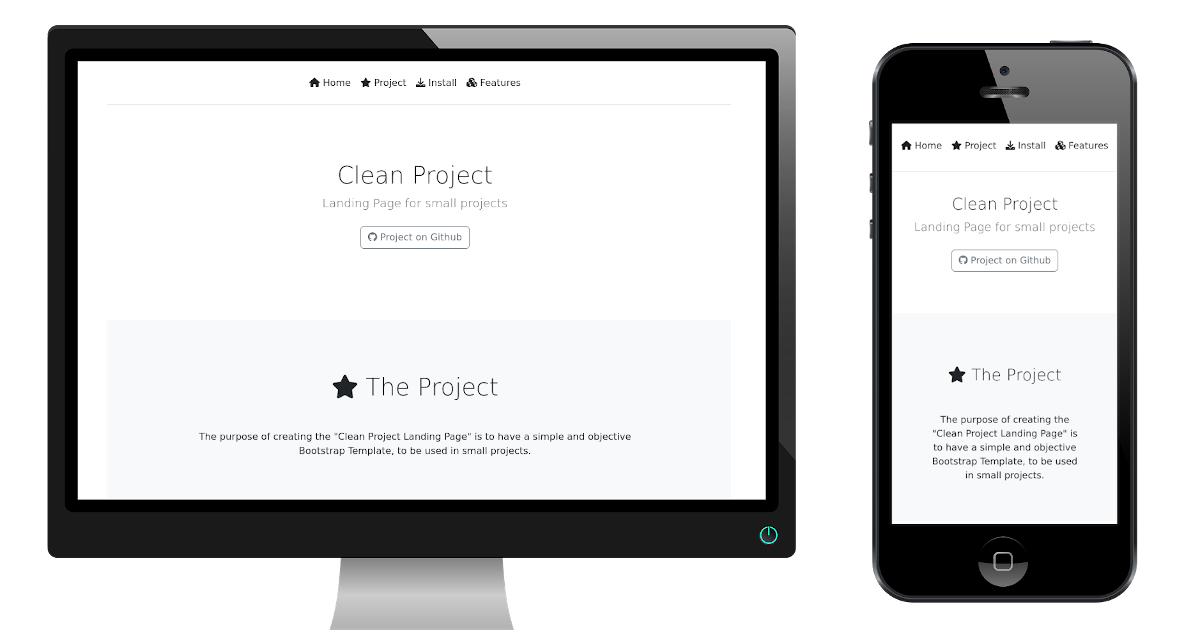 Home Project Install Features
Clean Project
Landing Page for small projects
Project on Github
The Project
The purpose of creating the "Clean Project Landing Page" is to have a simple and objective
Bootstrap Template, to be used in small projects.
Home Project Install Features
Clean Project
Landing Page for small projects
Project on Github
The Project
The purpose of creating the
"Clean Project Landing Page" is
to have a simple and objective
Bootstrap Template, to be used
in small projects.